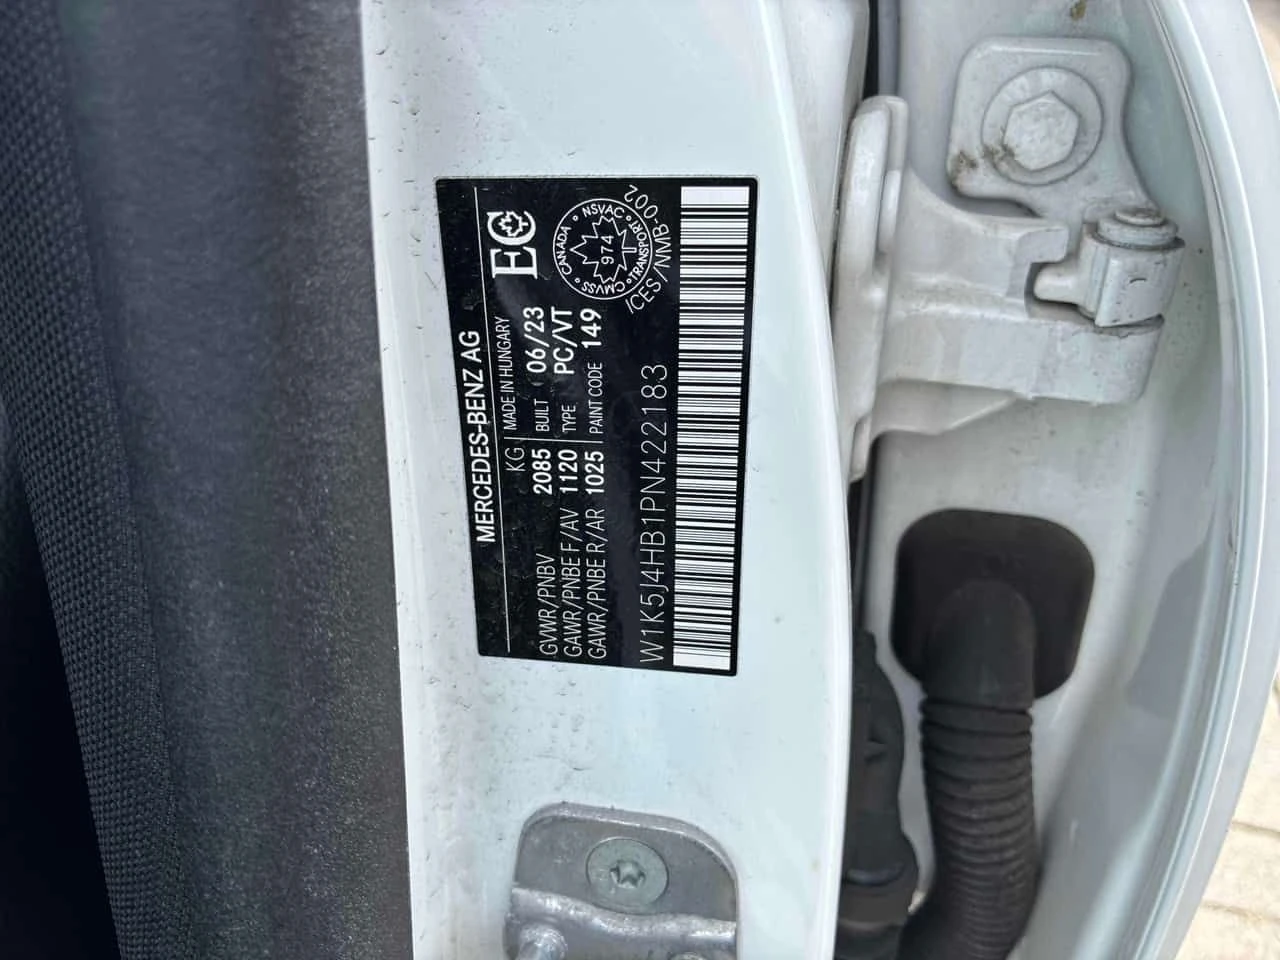 MERCEDES-BENZ AG
KG MADE IN HUNGARY
GVWR/PNBV 2085 BUILT 06/23
GAWR/PNBE F/AV 1120 TYPE PC/VT
GAWR/PNBE R/AR 1025 PAINT CODE 149
EC
CANADA · NSVAC · TRANSPORT · CMVSS
974
ICES/NMB-002
W1K5J4HB1PN422183